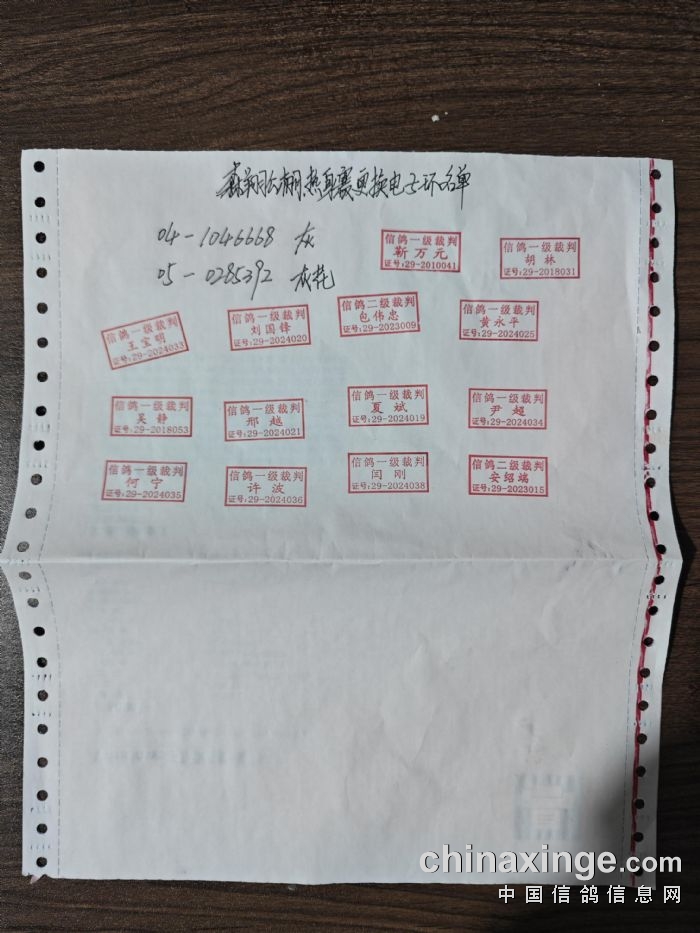 森翔公棚热身赛更换电子环名单
04-1046668 灰
05-0285392 灰花
信鸽一级裁判
靳万元
证号:29-2010041
信鸽一级裁判
胡林
证号:29-2018031
信鸽一级裁判
王宝明
证号:29-2024033
信鸽一级裁判
刘国锋
证号:29-2024020
信鸽二级裁判
包伟忠
证号:29-2023009
信鸽一级裁判
黄永平
证号:29-2024025
信鸽一级裁判
吴静
证号:29-2018053
信鸽一级裁判
邢越
证号:29-2024021
信鸽一级裁判
夏斌
证号:29-2024019
信鸽一级裁判
尹超
证号:29-2024034
信鸽一级裁判
何宁
证号:29-2024035
信鸽一级裁判
许波
证号:29-2024036
信鸽一级裁判
闫刚
证号:29-2024038
信鸽二级裁判
安绍端
证号:29-2023015
chinaxinge.com
中国信鸽信息网